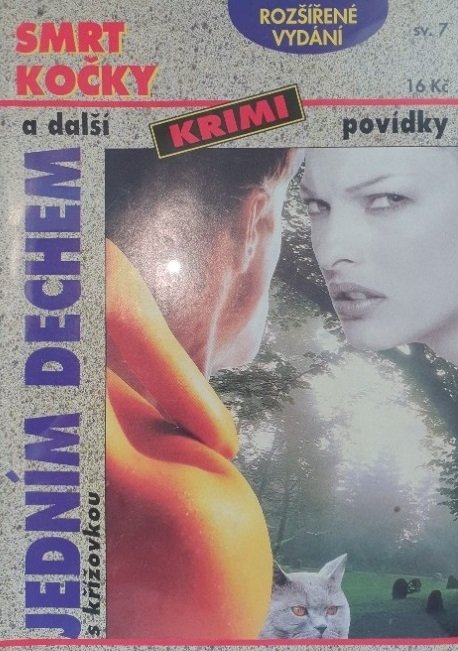 ROZŠÍŘENÉ
VYDÁNÍ
sv. 7
SMRT
KOČKY
16 Kč
a další
KRIMI
povídky
JEDNÍM DECHEM
s křížovkou